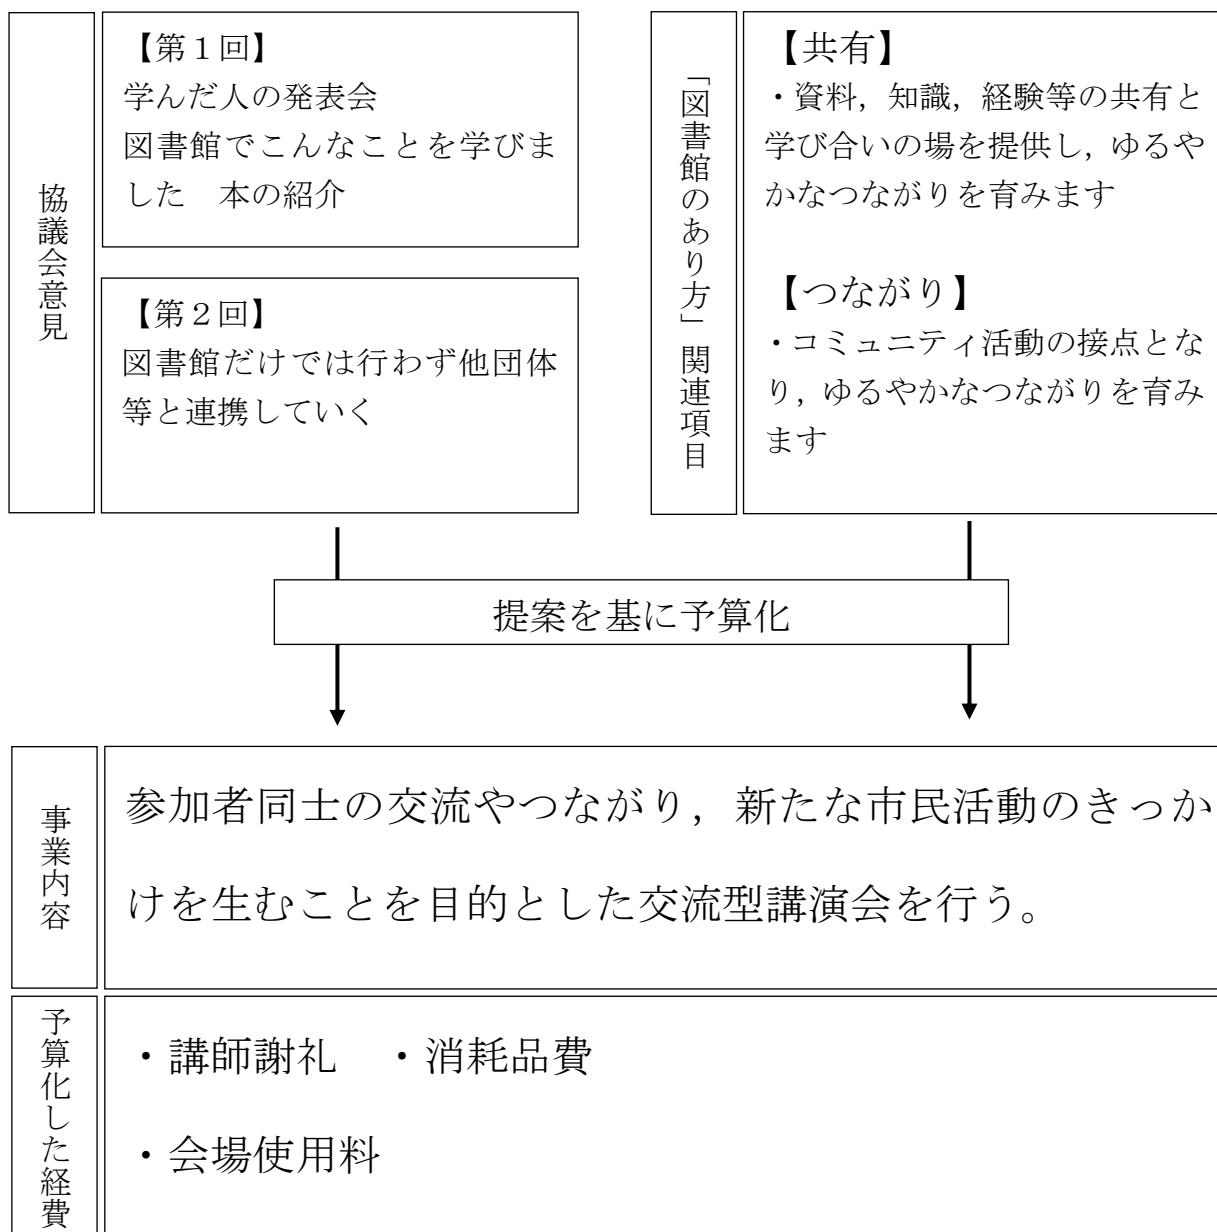 協議会意見
【第１回】
学んだ人の発表会
図書館でこんなことを学びま
した　本の紹介
【第２回】
図書館だけでは行わず他団体
等と連携していく
「図書館のあり方」関連項目
【共有】
・資料，知識，経験等の共有と
学び合いの場を提供し，ゆるや
かなつながりを育みます
【つながり】
・コミュニティ活動の接点とな
り，ゆるやかなつながりを育み
ます
提案を基に予算化
事業内容
参加者同士の交流やつながり，新たな市民活動のきっか
けを生むことを目的とした交流型講演会を行う。
予算化した経費
・講師謝礼　・消耗品費
・会場使用料